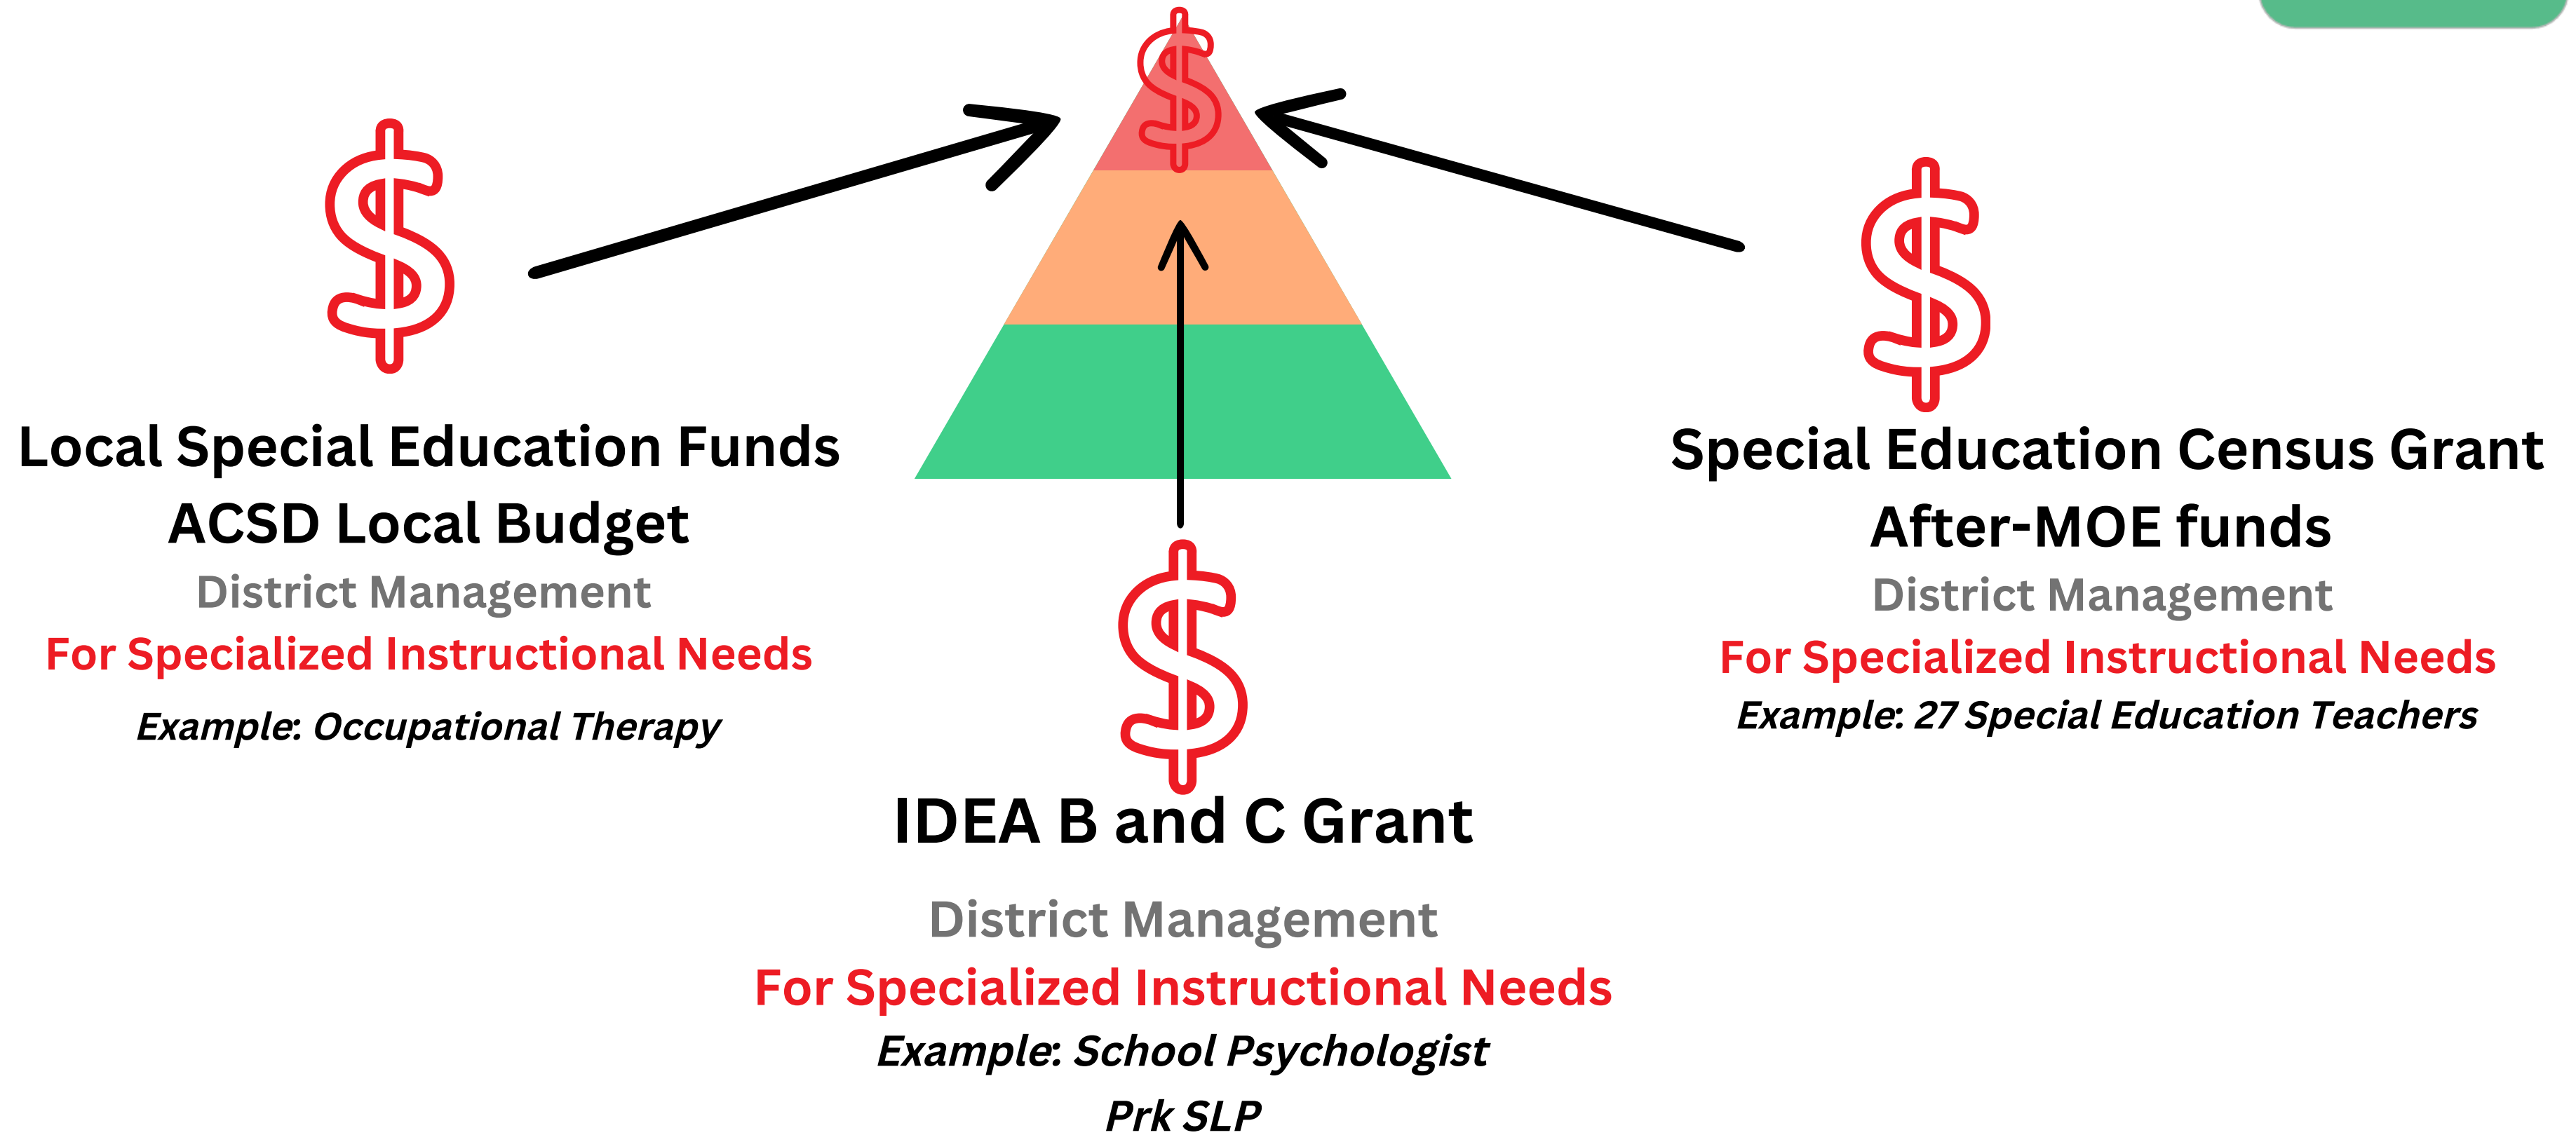 Local Special Education Funds
ACSD Local Budget
District Management
For Specialized Instructional Needs
Example: Occupational Therapy
IDEA B and C Grant
District Management
For Specialized Instructional Needs
Example: School Psychologist
Prk SLP
Special Education Census Grant
After-MOE funds
District Management
For Specialized Instructional Needs
Example: 27 Special Education Teachers